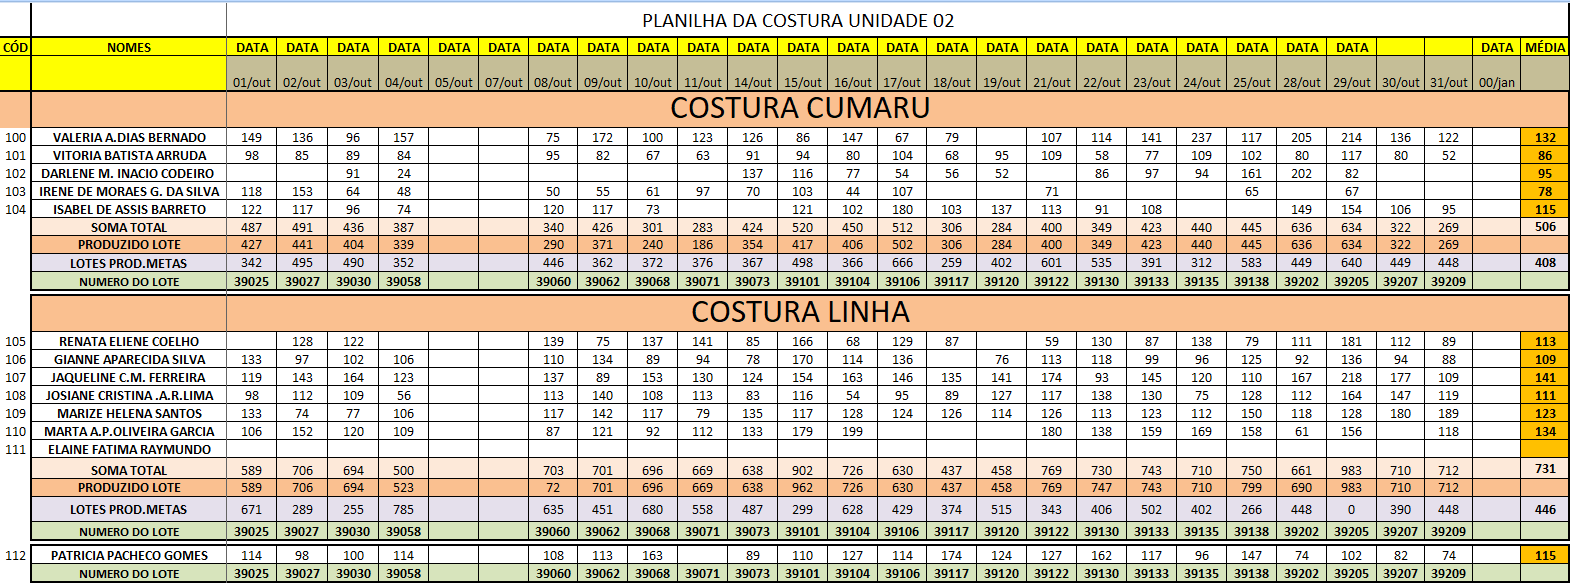 PLANILHA DA COSTURA UNIDADE 02
CÓD NOMES DATA DATA DATA DATA DATA DATA DATA DATA DATA DATA DATA DATA DATA DATA DATA DATA DATA DATA DATA DATA DATA DATA DATA DATA MÉDIA
01/out 02/out 03/out 04/out 05/out 07/out 08/out 09/out 10/out 11/out 14/out 15/out 16/out 17/out 18/out 19/out 21/out 22/out 23/out 24/out 25/out 28/out 29/out 30/out 31/out 00/jan
COSTURA CUMARU
100 VALERIA A.DIAS BERNADO 149 136 96 157 75 172 100 123 126 86 147 67 79 107 114 141 237 117 205 214 136 122 132
101 VITORIA BATISTA ARRUDA 98 85 89 84 95 82 67 63 91 94 80 104 68 95 109 58 77 109 102 80 117 80 52 86
102 DARLENE M. INACIO CODEIRO 91 24 137 116 77 54 56 52 86 97 94 161 202 82 95
103 IRENE DE MORAES G. DA SILVA 118 153 64 48 50 55 61 97 70 103 44 107 71 65 67 78
104 ISABEL DE ASSIS BARRETO 122 117 96 74 120 117 73 121 102 180 103 137 113 91 108 149 154 106 95 115
SOMA TOTAL 487 491 436 387 340 426 301 283 424 520 450 512 306 284 400 349 423 440 445 636 634 322 269 506
PRODUZIDO LOTE 427 441 404 339 290 371 240 186 354 417 406 502 306 284 400 349 423 440 445 636 634 322 269
LOTES PROD.METAS 342 495 490 352 446 362 372 376 367 498 366 666 259 402 601 535 391 312 583 449 640 449 448 408
NUMERO DO LOTE 39025 39027 39030 39058 39060 39062 39068 39071 39073 39101 39104 39106 39117 39120 39122 39130 39133 39135 39138 39202 39205 39207 39209
COSTURA LINHA
105 RENATA ELIENE COELHO 128 122 139 75 137 141 85 166 68 129 87 59 130 87 138 79 111 181 112 89 113
106 GIANNE APARECIDA SILVA 133 97 102 106 110 134 89 94 78 170 114 136 76 113 118 99 96 125 92 136 94 88 109
107 JAQUELINE C.M. FERREIRA 119 143 164 123 137 89 153 130 124 154 163 146 135 141 174 93 145 120 110 167 218 177 109 141
108 JOSIANE CRISTINA .A.R.LIMA 98 112 109 56 113 140 108 113 83 116 54 95 89 127 117 138 130 75 128 112 164 147 119 111
109 MARIZE HELENA SANTOS 133 74 77 106 117 142 117 79 135 117 128 124 126 114 126 113 123 112 150 118 128 180 189 123
110 MARTA A.P.OLIVEIRA GARCIA 106 152 120 109 87 121 92 112 133 179 199 180 138 159 169 158 61 156 118 134
111 ELAINE FATIMA RAYMUNDO
SOMA TOTAL 589 706 694 500 703 701 696 669 638 902 726 630 437 458 769 730 743 710 750 661 983 710 712 731
PRODUZIDO LOTE 589 706 694 523 72 701 696 669 638 962 726 630 437 458 769 747 743 710 799 690 983 710 712
LOTES PROD.METAS 671 289 255 785 635 451 680 558 487 299 628 429 374 515 343 406 502 402 266 448 0 390 448 446
NUMERO DO LOTE 39025 39027 39030 39058 39060 39062 39068 39071 39073 39101 39104 39106 39117 39120 39122 39130 39133 39135 39138 39202 39205 39207 39209
112 PATRICIA PACHECO GOMES 114 98 100 114 108 113 163 89 110 127 114 174 124 127 162 117 96 147 74 102 82 74 115
NUMERO DO LOTE 39025 39027 39030 39058 39060 39062 39068 39071 39073 39101 39104 39106 39117 39120 39122 39130 39133 39135 39138 39202 39205 39207 39209